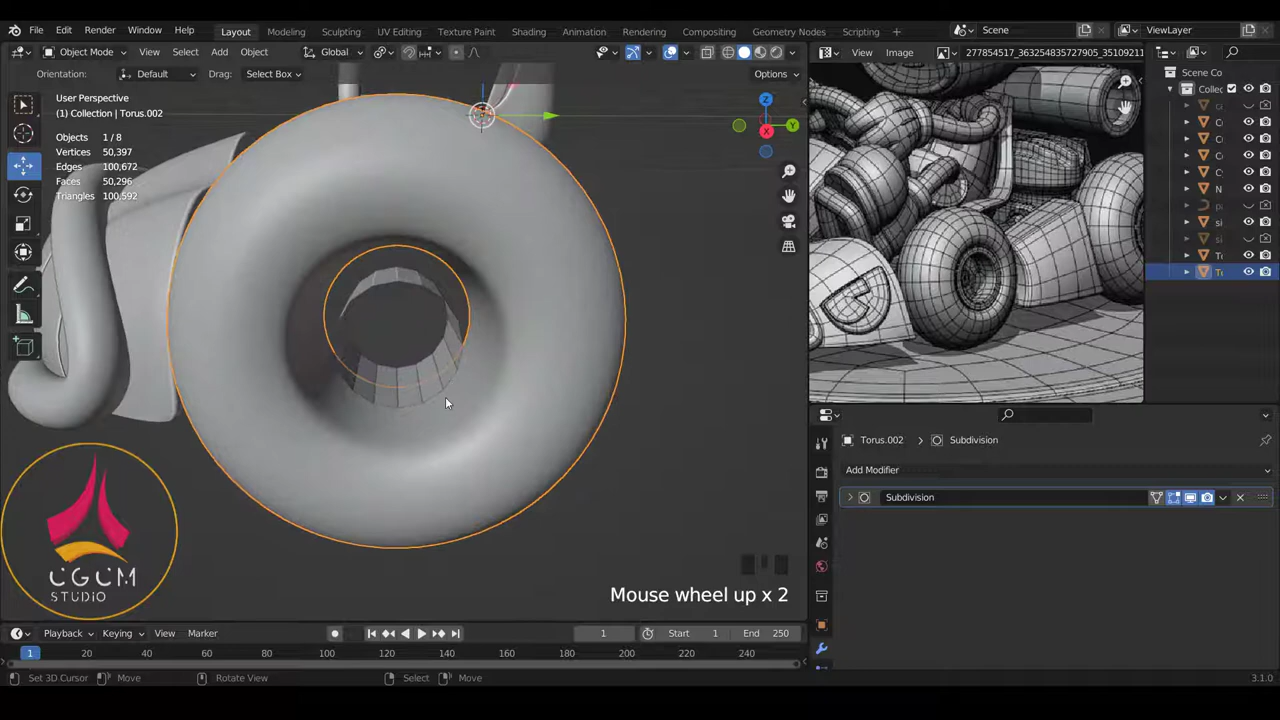 File Edit Render Window Help
Layout Modeling Sculpting UV Editing Texture Paint Shading Animation Rendering Compositing Geometry Nodes Scripting
Scene
ViewLayer
Object Mode View Select Add Object
Global
View Image
277854517_363254835727905_35109211
Orientation: Default Drag: Select Box
Options
Scene Co
Collec
User Perspective
(1) Collection | Torus.002
Objects 1 / 8
Vertices 50,397
Edges 100,672
Faces 50,296
Triangles 100,592
Z
Y
X
C
C
C
C
N
si
T
Torus.002 > Subdivision
Add Modifier
Subdivision
CGCM
STUDIO
Mouse wheel up x 2
Playback Keying View Marker
1
Start 1
End 250
1 20 40 60 80 100 120 140 160 180 200 220 240
Set 3D Cursor Move Rotate View Select Move
3.1.0